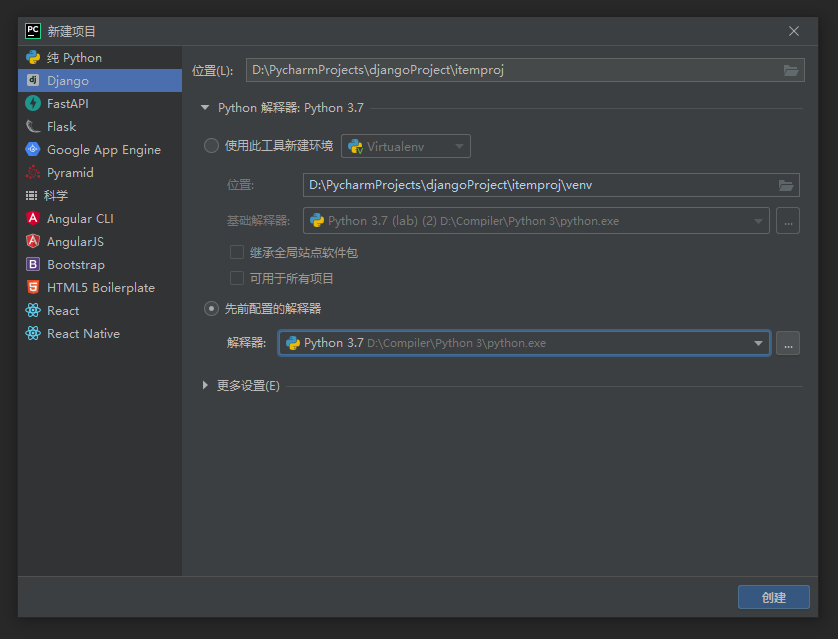 PC 新建项目
纯 Python
dj Django
FastAPI
Flask
Google App Engine
Pyramid
科学
A Angular CLI
A AngularJS
B Bootstrap
5 HTML5 Boilerplate
React
React Native
位置(L): D:\PycharmProjects\djangoProject\itemproj
Python 解释器: Python 3.7
使用此工具新建环境 Virtualenv
位置: D:\PycharmProjects\djangoProject\itemproj\venv
基础解释器: Python 3.7 (lab) (2) D:\Compiler\Python 3\python.exe ...
继承全局站点软件包
可用于所有项目
先前配置的解释器
解释器: Python 3.7 D:\Compiler\Python 3\python.exe ...
更多设置(E)
创建